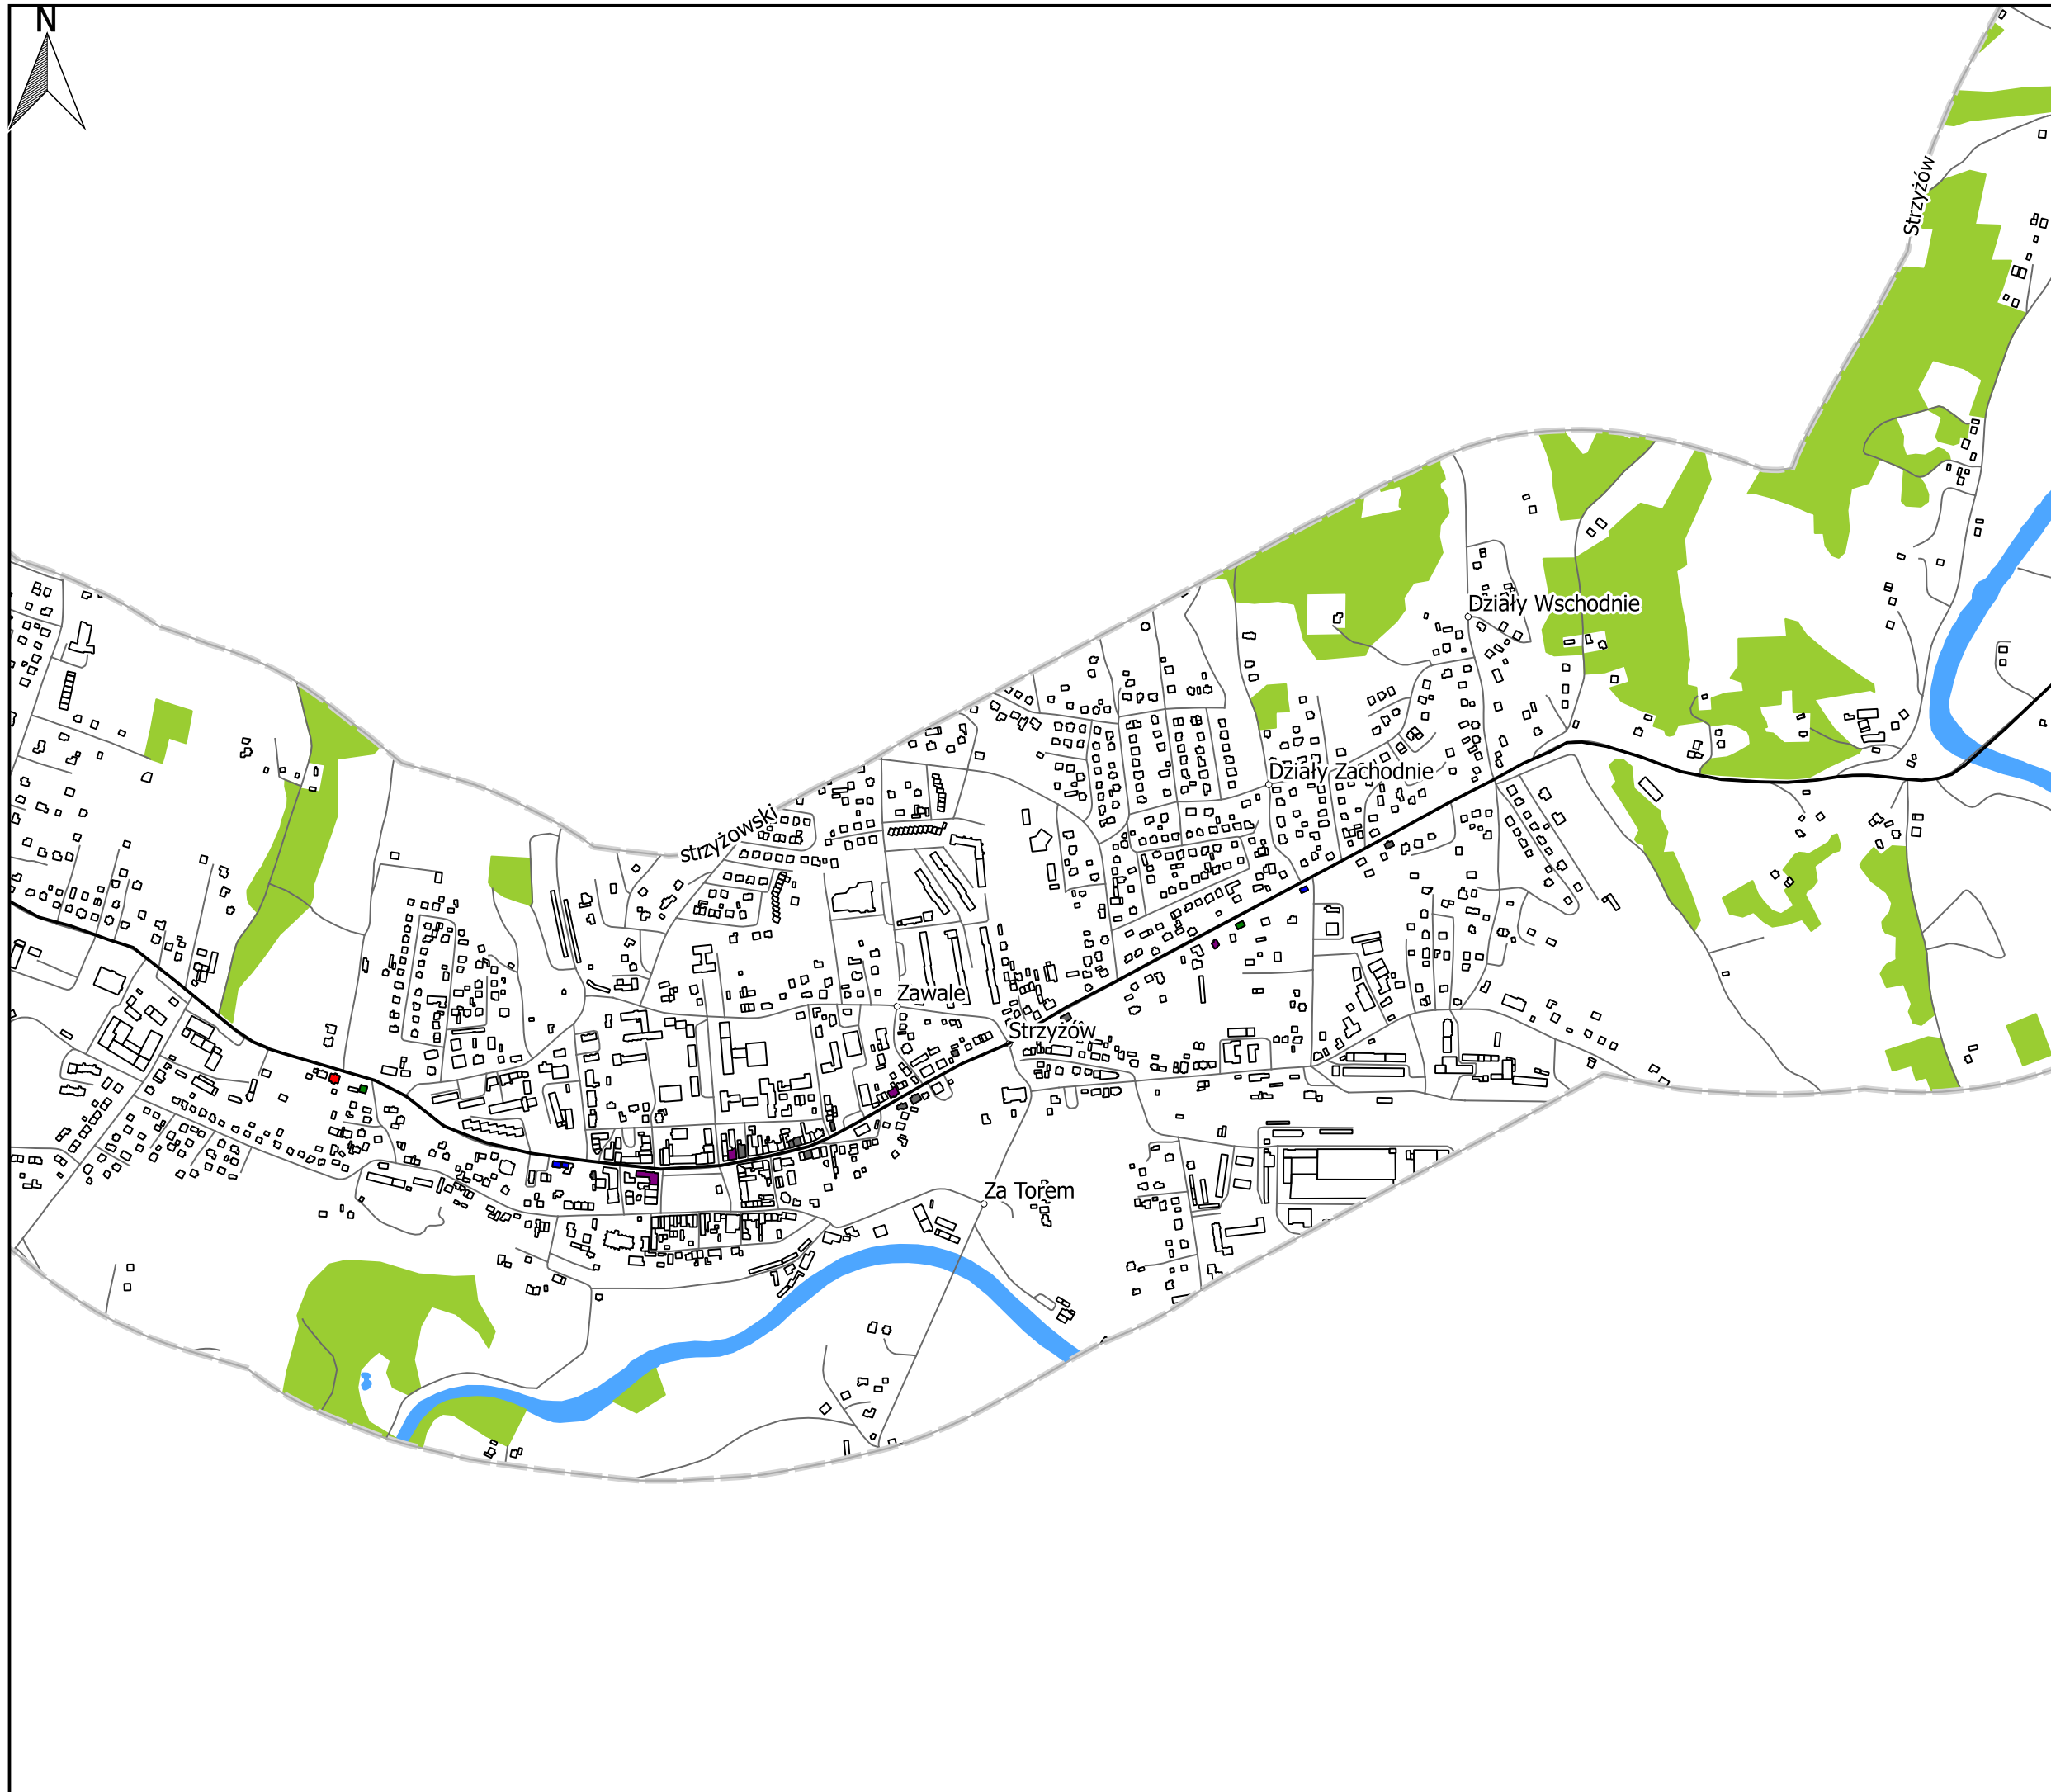 N
Strzyżów
Działy Wschodnie
Działy Zachodnie
strzyżowski
Zawale
Strzyżów
Za Torem